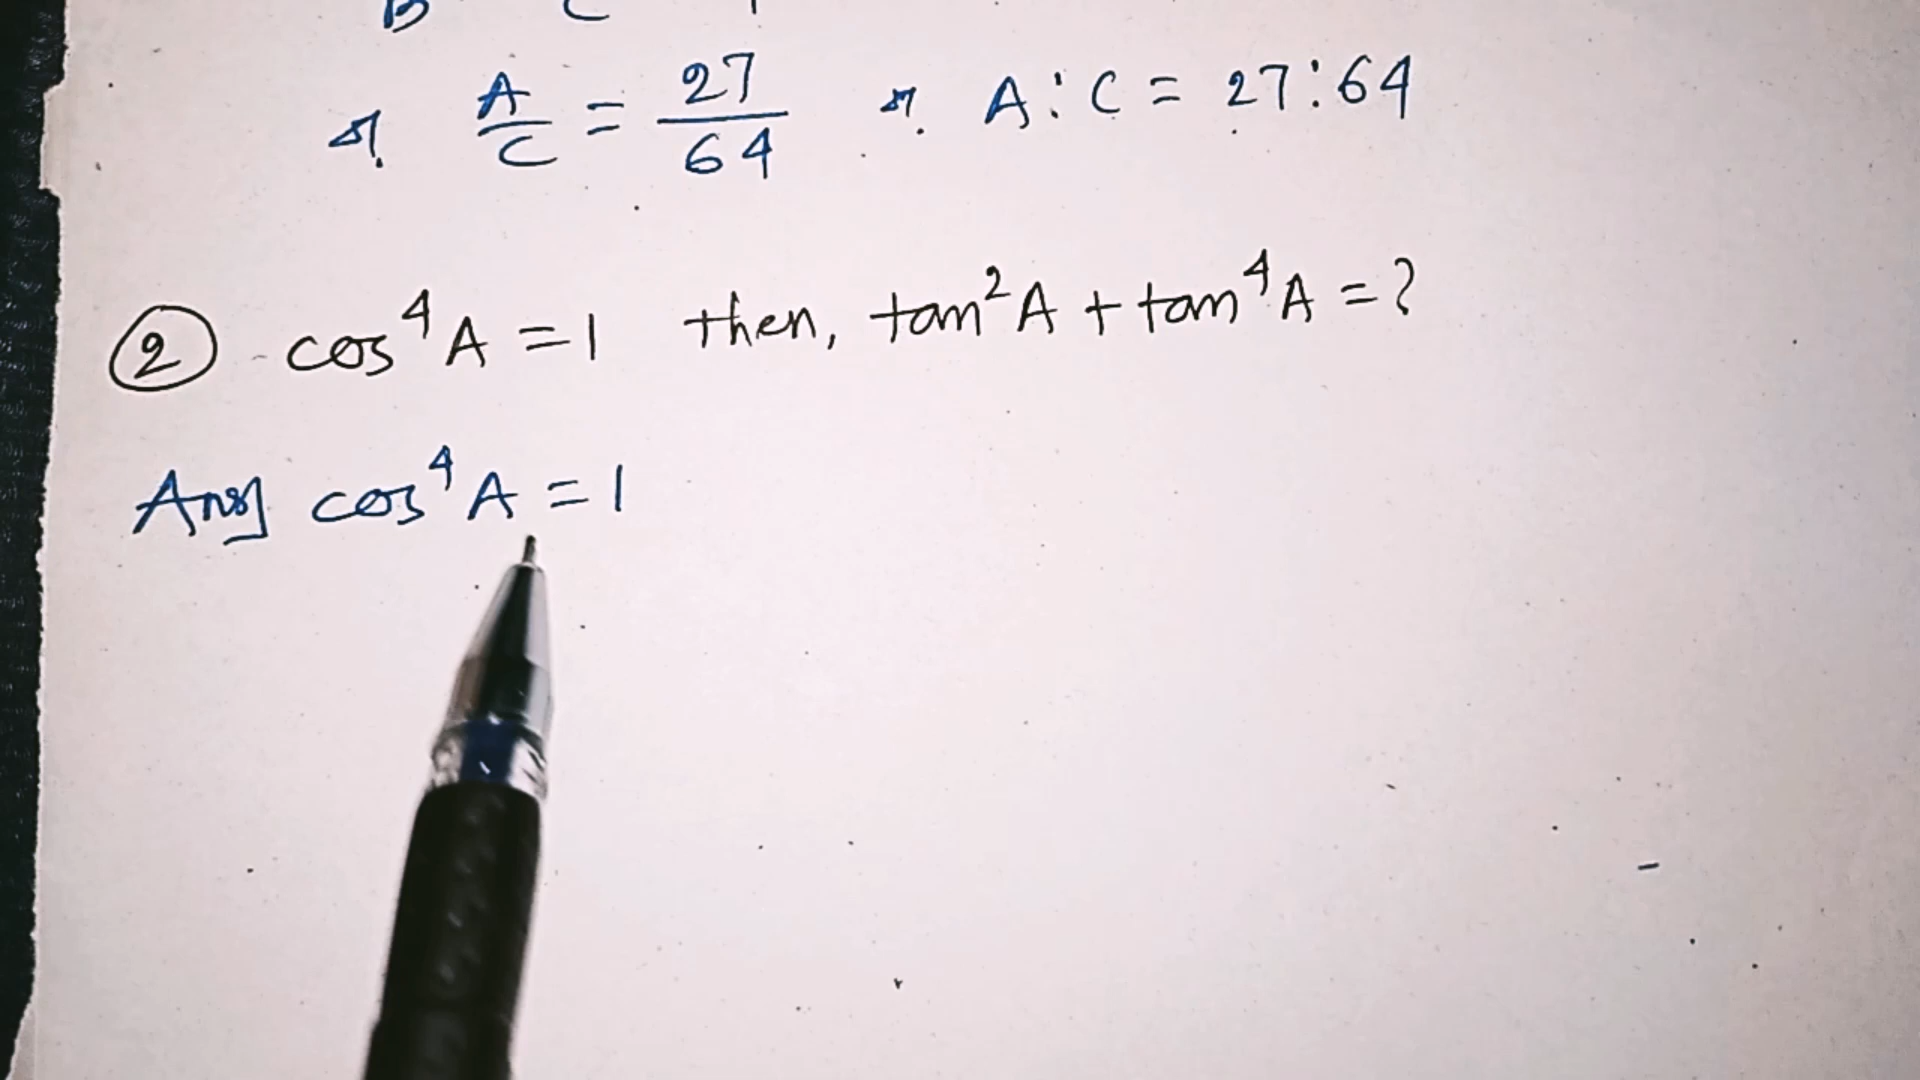 B C
বা, A/C = 27/64 বা, A : C = 27 : 64
② cos⁴A = 1 then, tan²A + tan⁴A = ?
Ans] cos⁴A = 1